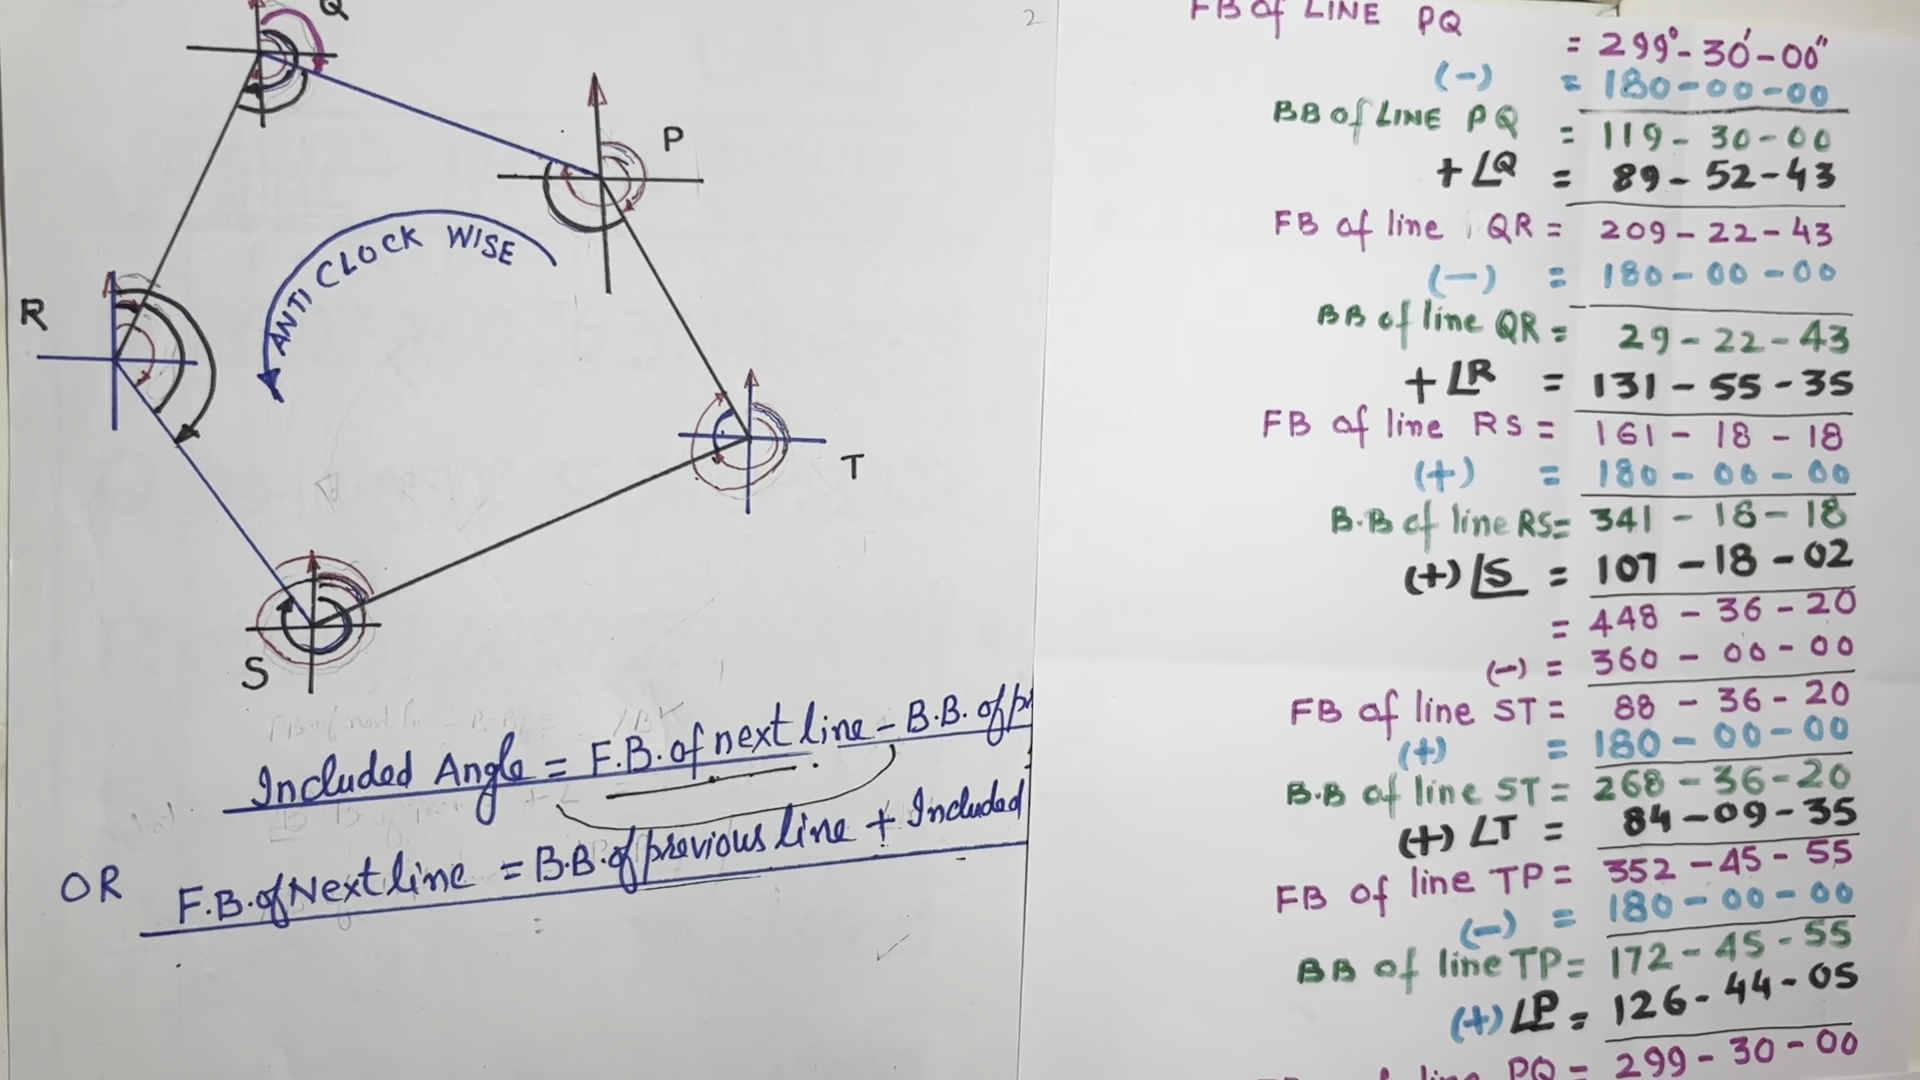 Q
2
P
ANTI CLOCK WISE
R
T
S
Included Angle = F.B. of next line - B.B. of pr
OR F.B. of Next line = B.B. of previous line + Included
FB of LINE PQ
= 299°-30'-00"
(-) = 180-00-00
BB of LINE PQ = 119-30-00
+∠Q = 89-52-43
FB of line QR = 209-22-43
(-) = 180-00-00
BB of line QR = 29-22-43
+∠R = 131-55-35
FB of line RS = 161-18-18
(+) = 180-00-00
B.B of line RS = 341-18-18
(+)∠S = 107-18-02
= 448-36-20
(-) = 360-00-00
FB of line ST = 88-36-20
(+) = 180-00-00
B.B of line ST = 268-36-20
(+)∠T = 84-09-35
FB of line TP = 352-45-55
(-) = 180-00-00
BB of line TP = 172-45-55
(+)∠P = 126-44-05
line PQ = 299-30-00